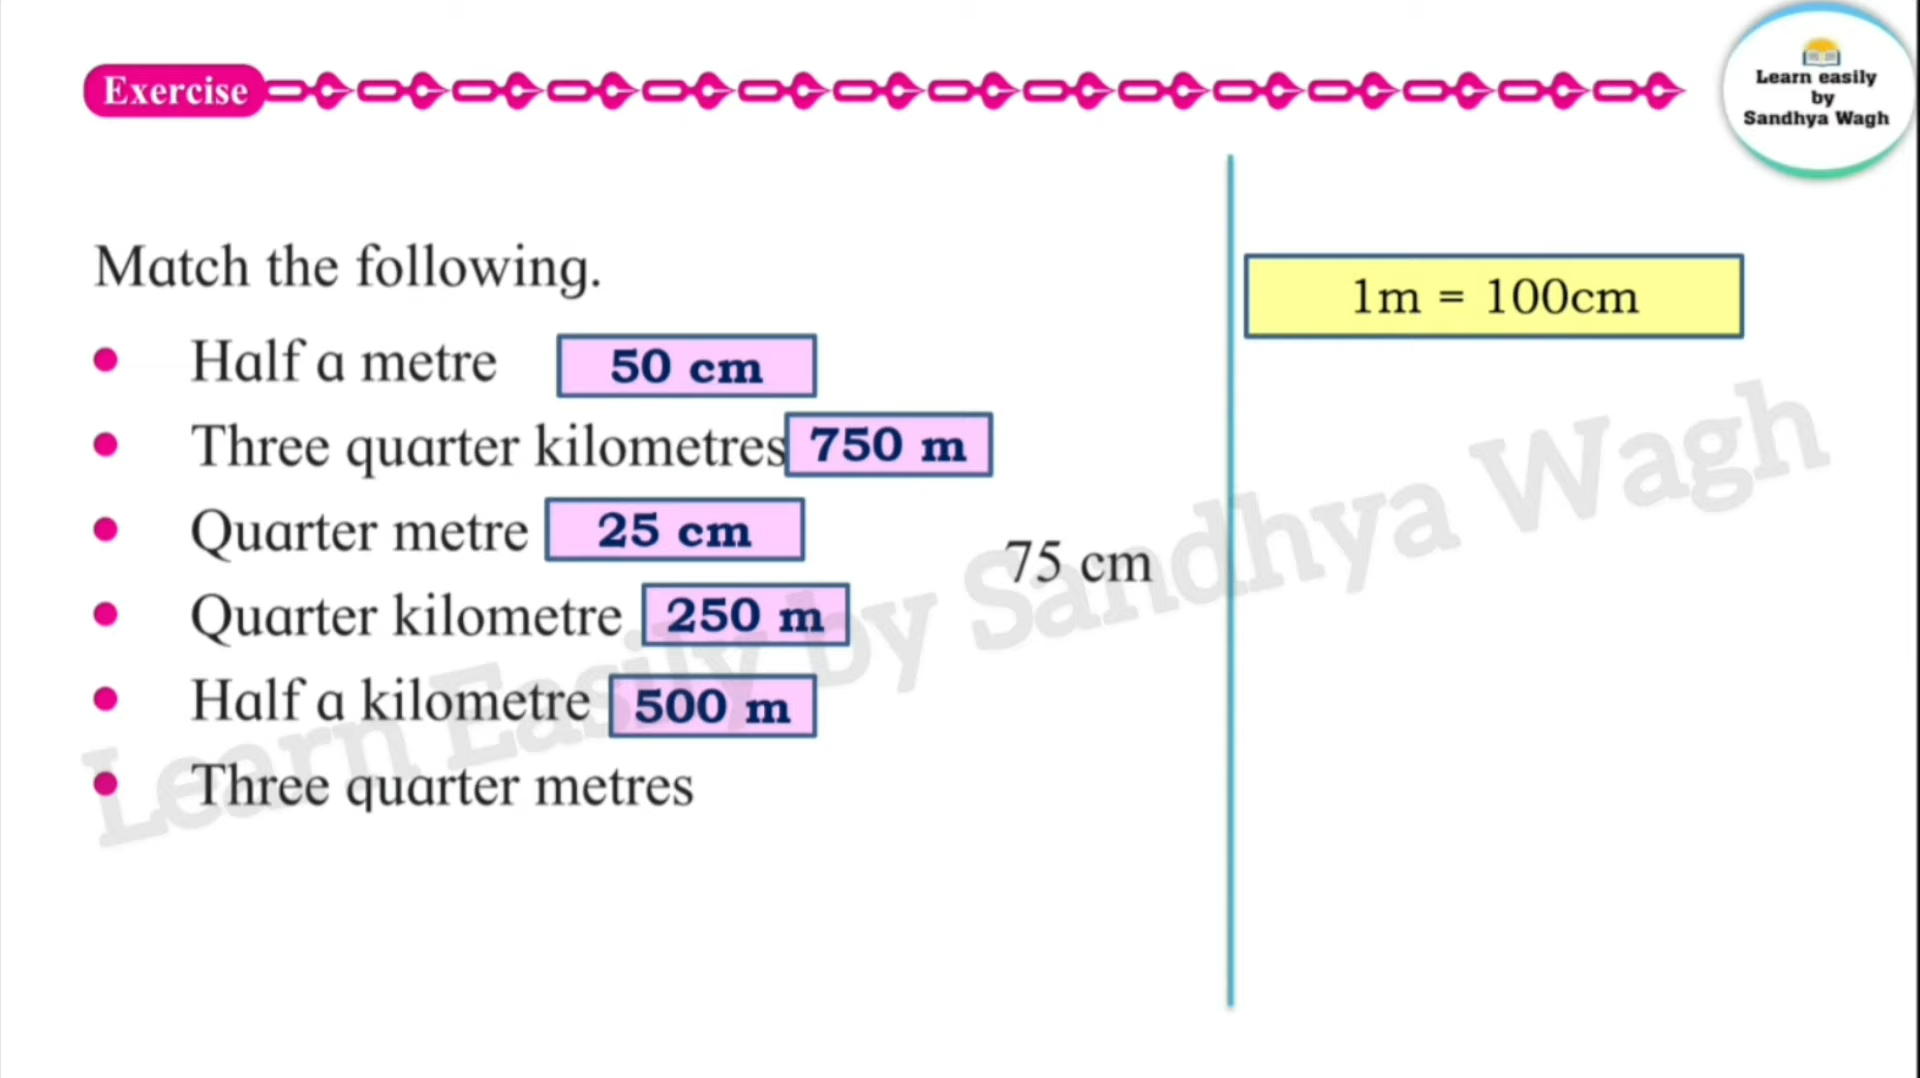 Exercise
Learn easily
by
Sandhya Wagh
Match the following.
1m = 100cm
• Half a metre 50 cm
• Three quarter kilometres 750 m
• Quarter metre 25 cm
75 cm
• Quarter kilometre 250 m
• Half a kilometre 500 m
• Three quarter metres
Learn Easily by Sandhya Wagh